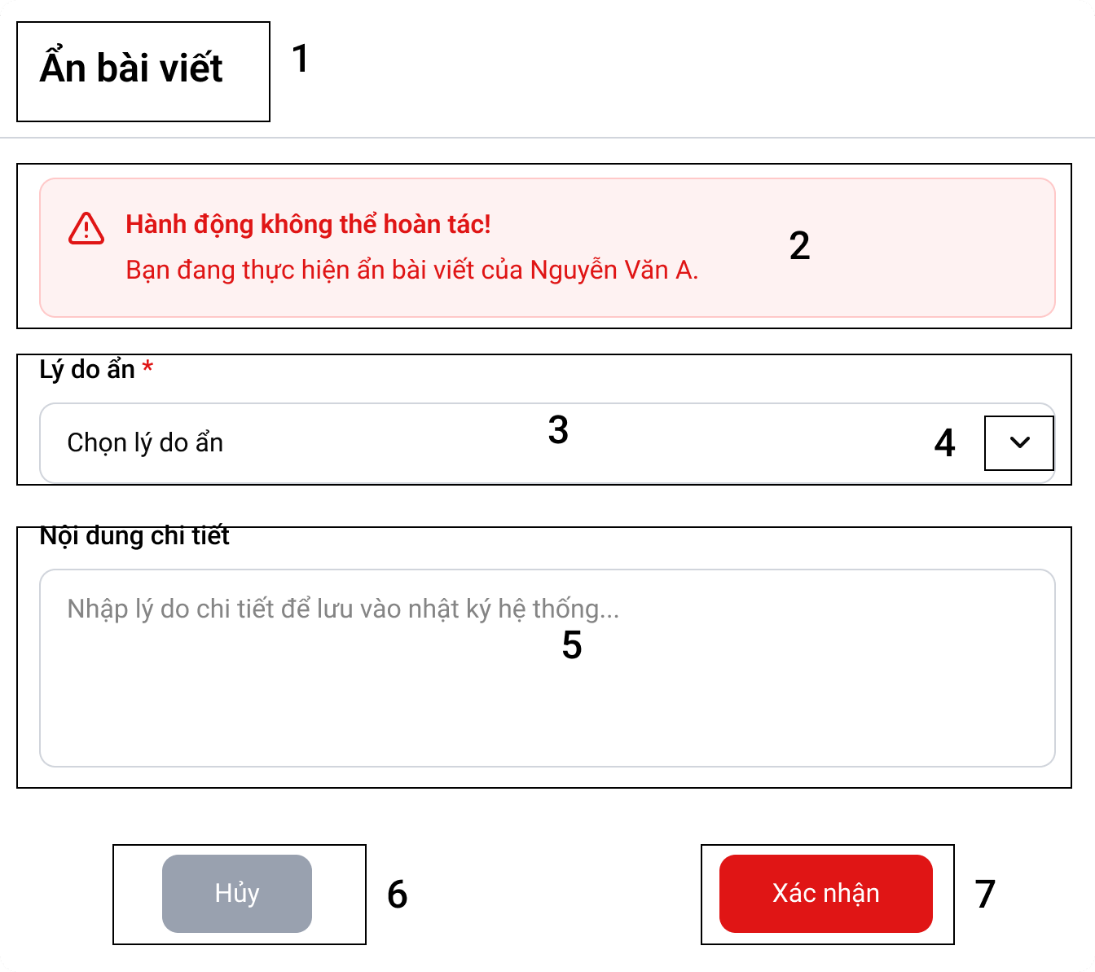 Ẩn bài viết 1
Hành động không thể hoàn tác!
Bạn đang thực hiện ẩn bài viết của Nguyễn Văn A.
2
Lý do ẩn *
Chọn lý do ẩn 3 4
Nội dung chi tiết
Nhập lý do chi tiết để lưu vào nhật ký hệ thống...
5
Hủy 6 Xác nhận 7